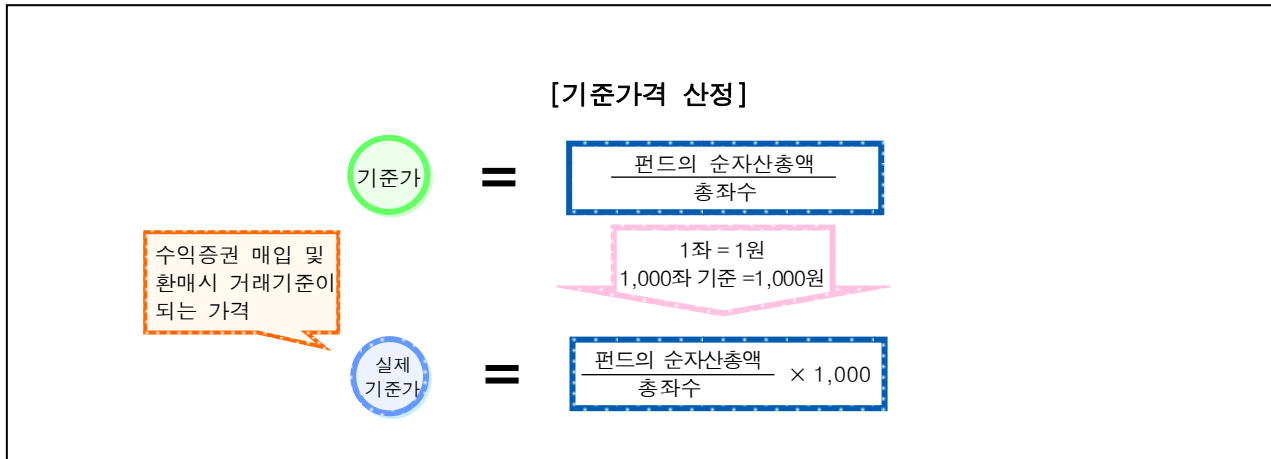 [기준가격 산정]
기준가
=
펀드의 순자산총액
총좌수
수익증권 매입 및
환매시 거래기준이
되는 가격
1좌 = 1원
1,000좌 기준 =1,000원
실제
기준가
=
펀드의 순자산총액
총좌수
× 1,000